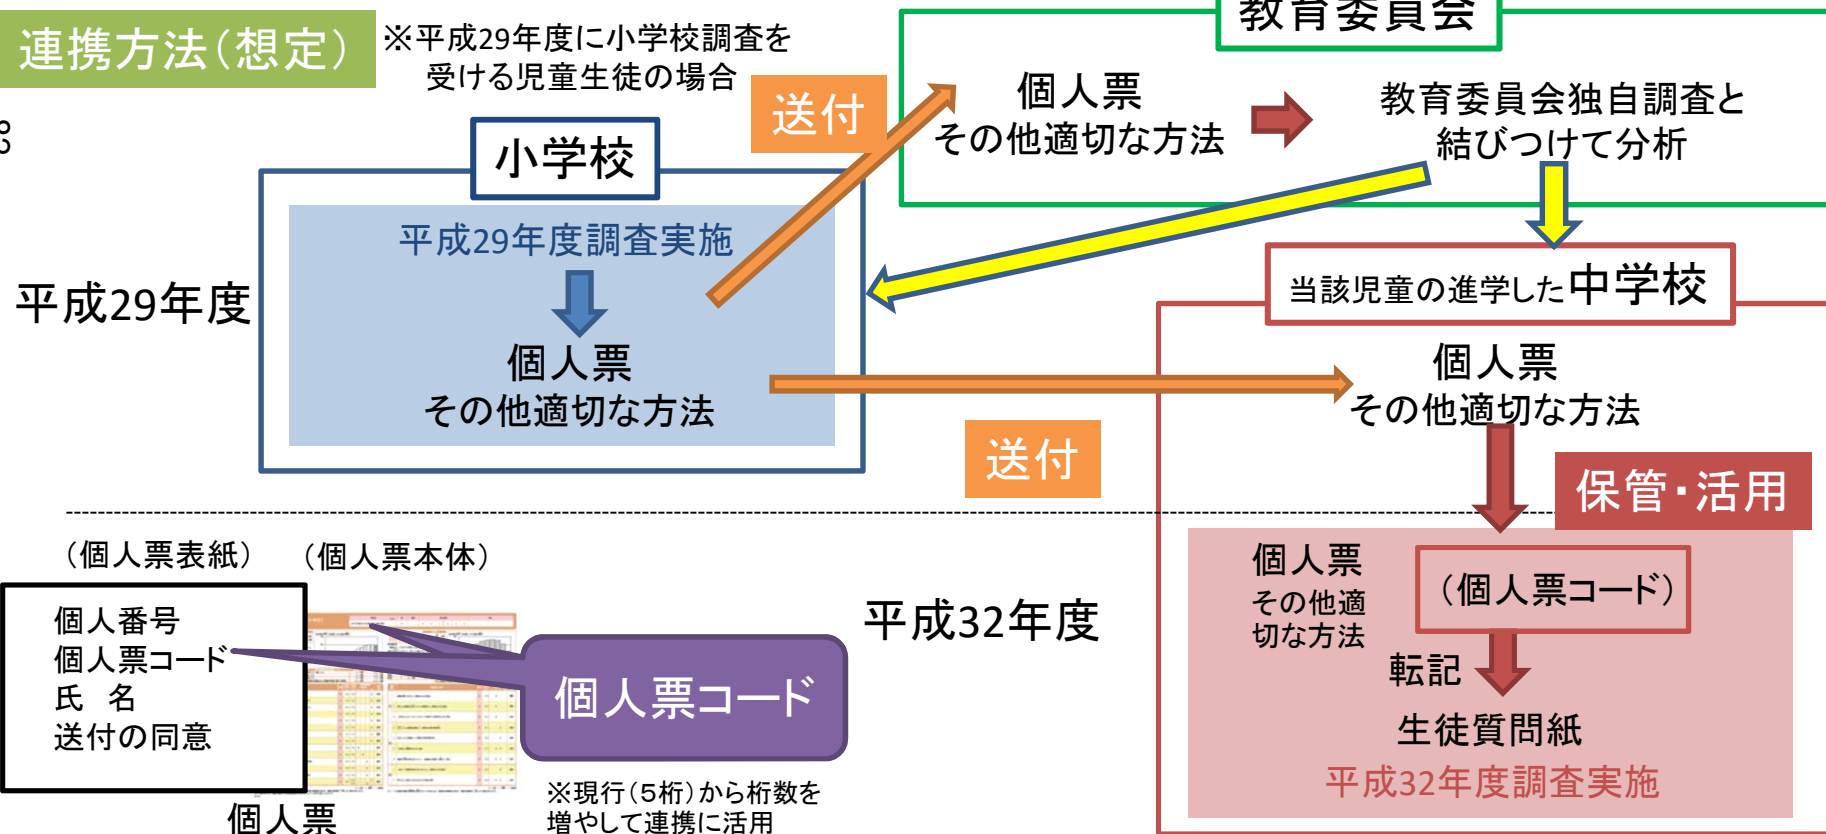 連携方法(想定)
※平成29年度に小学校調査を
受ける児童生徒の場合
教育委員会
送付
個人票
その他適切な方法
教育委員会独自調査と
結びつけて分析
小学校
平成29年度調査実施
平成29年度
個人票
その他適切な方法
当該児童の進学した中学校
個人票
その他適切な方法
送付
保管・活用
(個人票表紙)
(個人票本体)
個人番号
個人票コード
氏 名
送付の同意
個人票コード
個人票
※現行(5桁)から桁数を
増やして連携に活用
平成32年度
個人票
その他適
切な方法
(個人票コード)
転記
生徒質問紙
平成32年度調査実施